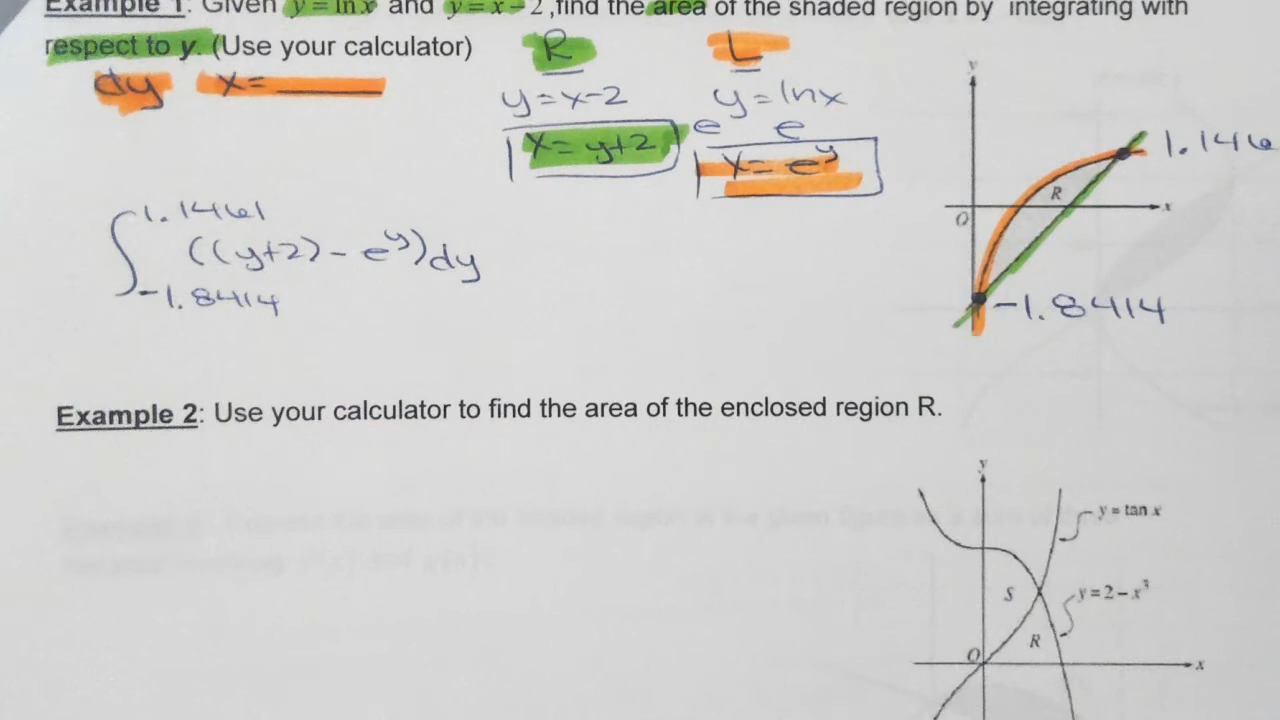 Example 1: Given y = ln x and y = x – 2 ,find the area of the shaded region by integrating with
respect to y. (Use your calculator)
dy x= ______
R
y = x-2
x = y+2
L
y = lnx
e e
x = e^y
∫_{-1.8414}^{1.1461} ((y+2) - e^y) dy
y
1.146
R
O
x
-1.8414
Example 2: Use your calculator to find the area of the enclosed region R.
y
y = tan x
S
y = 2 – x³
R
O
x